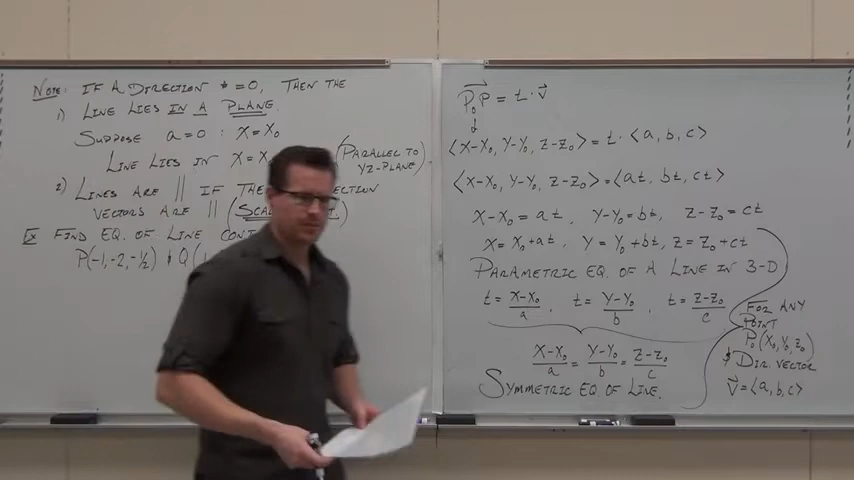 NOTE: IF A DIRECTION # = 0, THEN THE
1) LINE LIES IN A PLANE.
SUPPOSE a=0 : X=X₀
LINE LIES IN X=X₀ (PARALLEL TO YZ-PLANE)
2) LINES ARE || IF DIRECTION
VECTORS ARE || (
EX FIND EQ. OF LINE
P(-1,-2,-1/2) & Q(1
P₀P = t · v
↓
<X-X₀, Y-Y₀, Z-Z₀> = t · <a, b, c>
<X-X₀, Y-Y₀, Z-Z₀> = <at, bt, ct>
X-X₀ = at Y-Y₀ = bt, Z-Z₀ = ct
X = X₀+at, Y = Y₀+bt, Z = Z₀+ct
PARAMETRIC EQ. OF A LINE IN 3-D
t = (X-X₀)/a, t = (Y-Y₀)/b, t = (Z-Z₀)/c
(X-X₀)/a = (Y-Y₀)/b = (Z-Z₀)/c
SYMMETRIC EQ. OF LINE.
FOR ANY
POINT
P₀(X₀,Y₀,Z₀)
& DIR. VECTOR
v = <a,b,c>